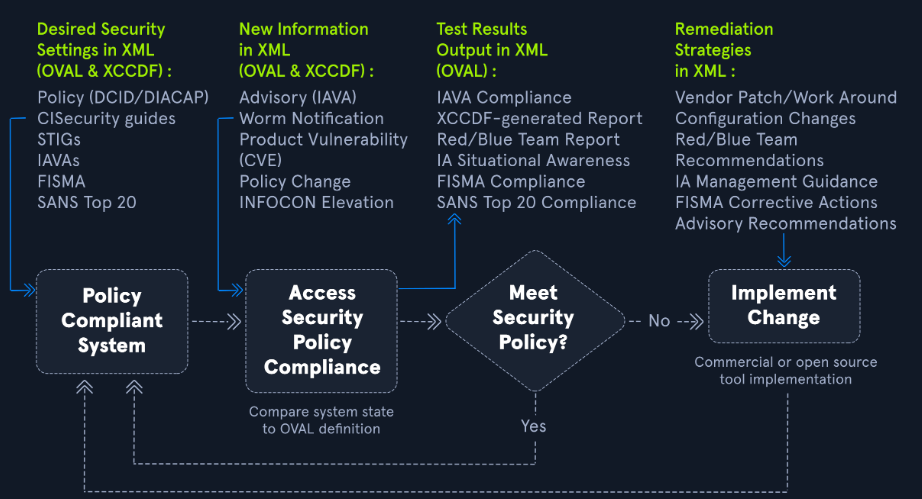 Desired Security
Settings in XML
(OVAL & XCCDF) :
Policy (DCID/DIACAP)
CISecurity guides
STIGs
IAVAs
FISMA
SANS Top 20
New Information
in XML
(OVAL & XCCDF) :
Advisory (IAVA)
Worm Notification
Product Vulnerability
(CVE)
Policy Change
INFOCON Elevation
Test Results
Output in XML
(OVAL) :
IAVA Compliance
XCCDF-generated Report
Red/Blue Team Report
IA Situational Awareness
FISMA Compliance
SANS Top 20 Compliance
Remediation
Strategies
in XML :
Vendor Patch/Work Around
Configuration Changes
Red/Blue Team
Recommendations
IA Management Guidance
FISMA Corrective Actions
Advisory Recommendations
Policy
Compliant
System
Access
Security
Policy
Compliance
Compare system state
to OVAL definition
Meet
Security
Policy?
No
Yes
Implement
Change
Commercial or open source
tool implementation